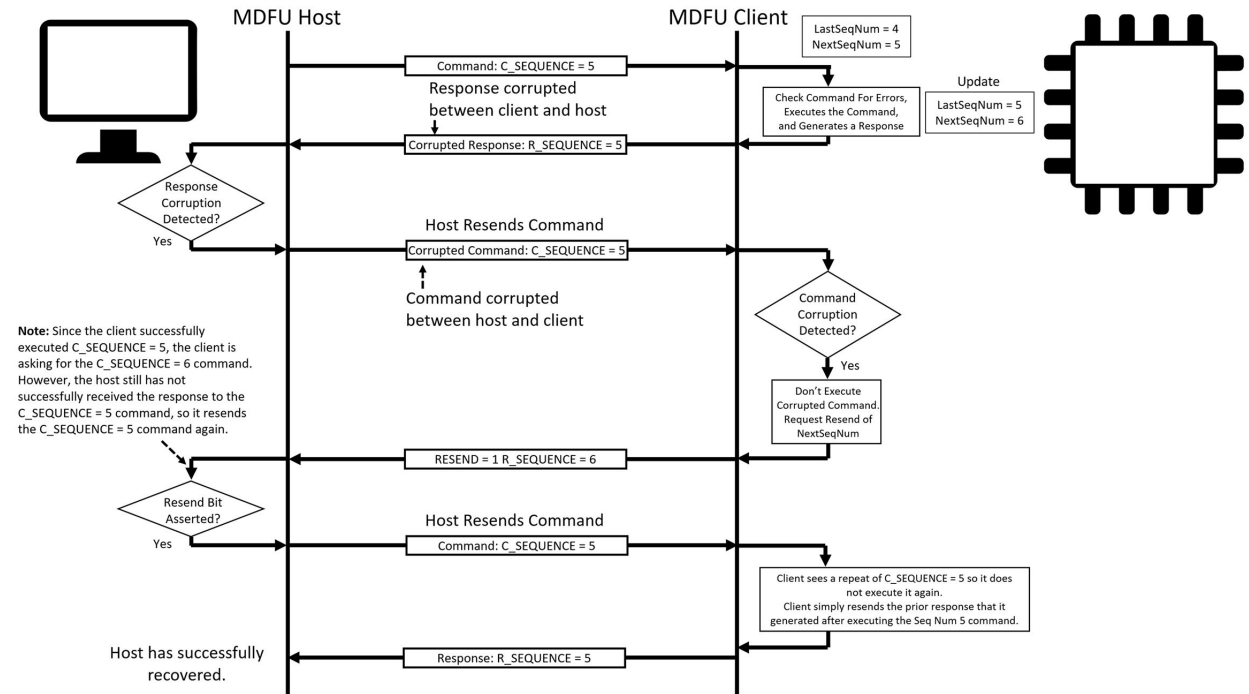 MDFU Host
MDFU Client
LastSeqNum = 4
NextSeqNum = 5
Command: C_SEQUENCE = 5
Update
Response corrupted
between client and host
Check Command For Errors,
Executes the Command,
and Generates a Response
LastSeqNum = 5
NextSeqNum = 6
Corrupted Response: R_SEQUENCE = 5
Response
Corruption
Detected?
Yes
Host Resends Command
Corrupted Command: C_SEQUENCE = 5
Command corrupted
between host and client
Command
Corruption
Detected?
Yes
Note: Since the client successfully
executed C_SEQUENCE = 5, the client is
asking for the C_SEQUENCE = 6 command.
However, the host still has not
successfully received the response to the
C_SEQUENCE = 5 command, so it resends
the C_SEQUENCE = 5 command again.
Don't Execute
Corrupted Command.
Request Resend of
NextSeqNum
RESEND = 1 R_SEQUENCE = 6
Resend Bit
Asserted?
Yes
Host Resends Command
Command: C_SEQUENCE = 5
Client sees a repeat of C_SEQUENCE = 5 so it does
not execute it again.
Client simply resends the prior response that it
generated after executing the Seq Num 5 command.
Host has successfully
recovered.
Response: R_SEQUENCE = 5